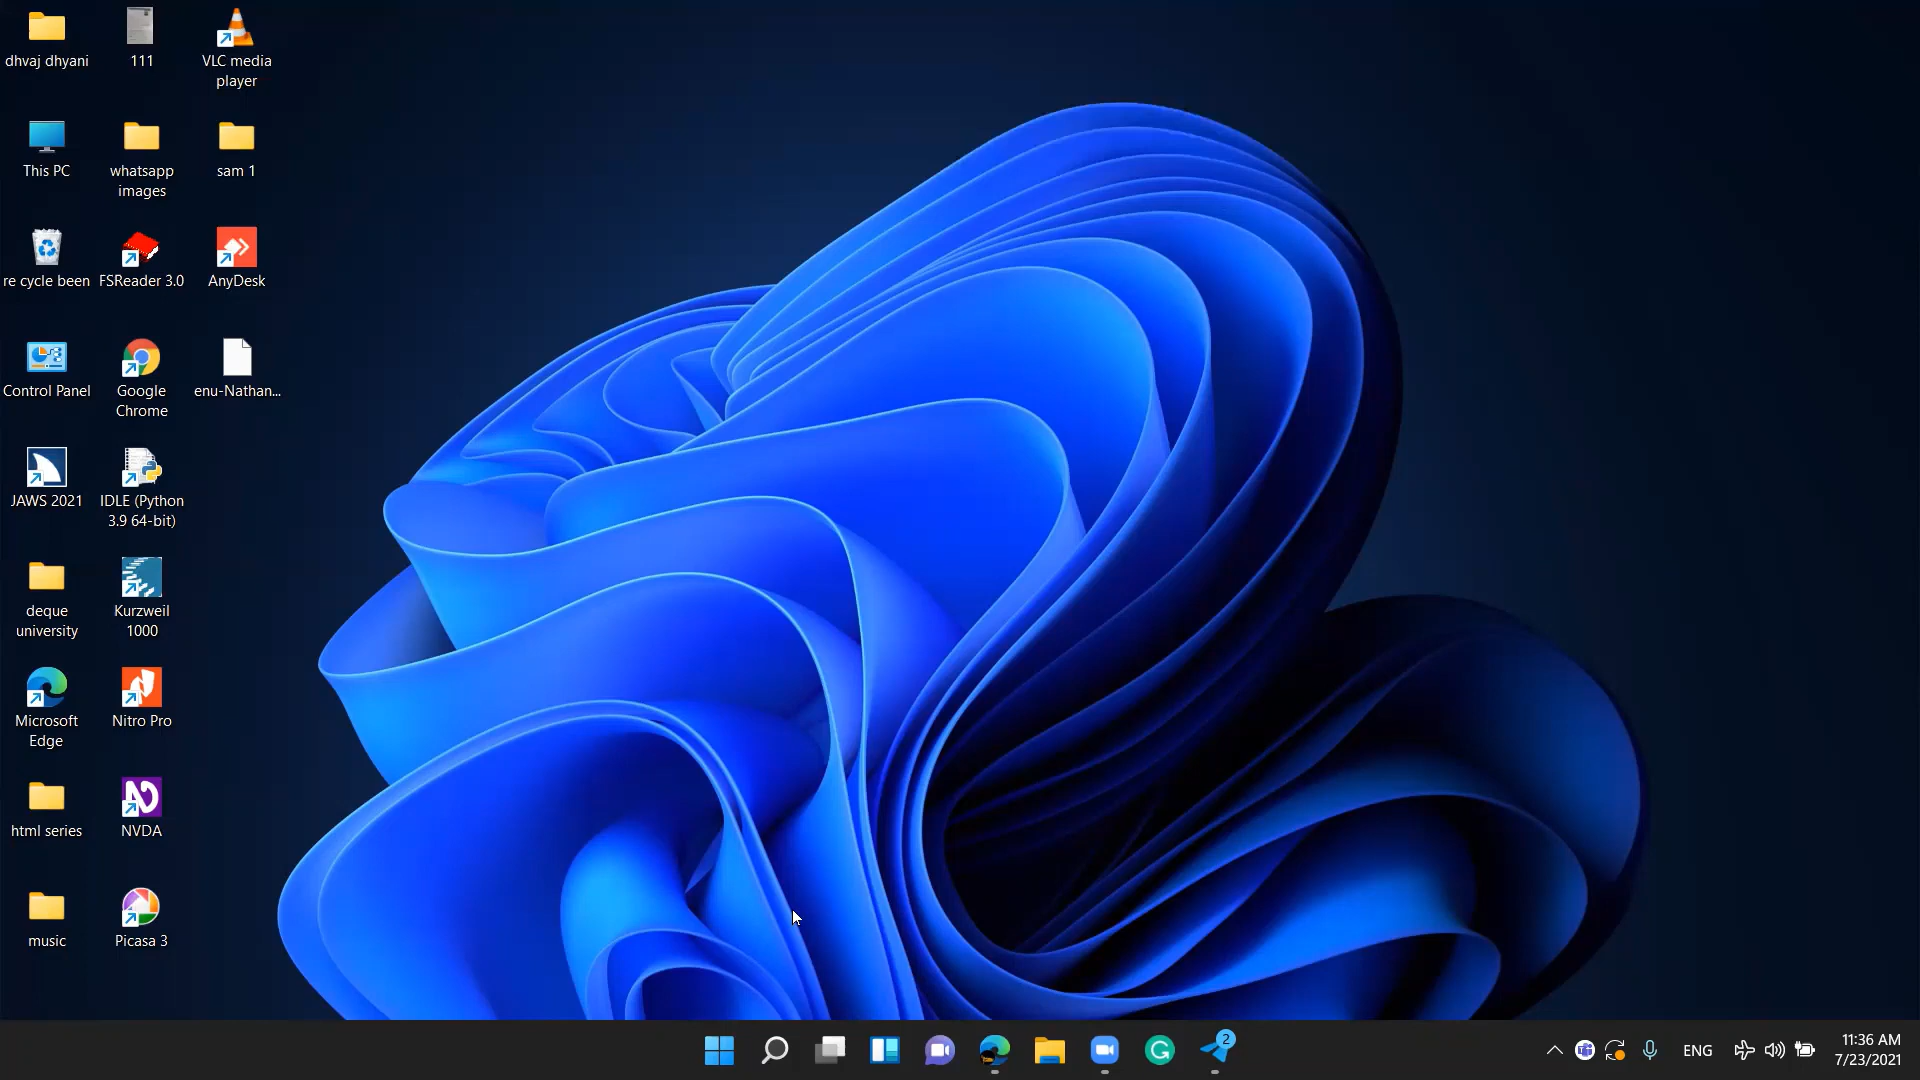 dhvaj dhyani
111
VLC media
player
This PC
whatsapp
images
sam 1
re cycle been
FSReader 3.0
AnyDesk
Control Panel
Google
Chrome
enu-Nathan...
JAWS 2021
IDLE (Python
3.9 64-bit)
deque
university
Kurzweil
1000
Microsoft
Edge
Nitro Pro
html series
NVDA
music
Picasa 3
2
ENG
11:36 AM
7/23/2021